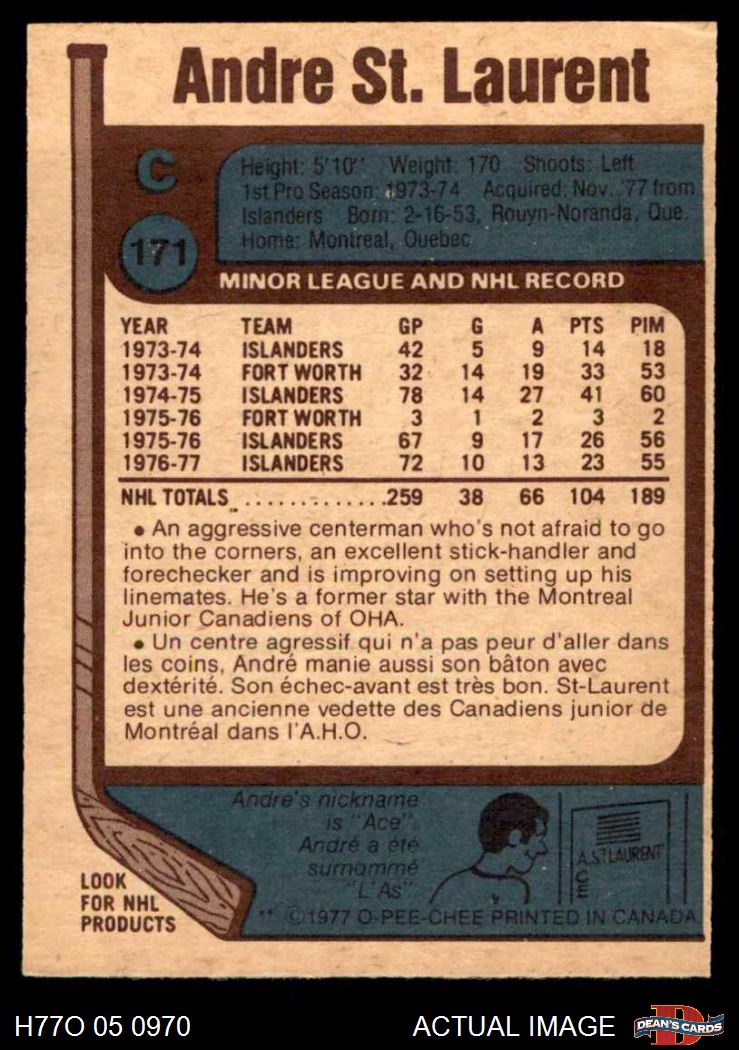 Andre St. Laurent
C
171
Height: 5'10'' Weight: 170 Shoots: Left
1st Pro Season: 1973-74 Acquired: Nov., '77 from
Islanders Born: 2-16-53, Rouyn-Noranda, Que.
Home: Montreal, Quebec
MINOR LEAGUE AND NHL RECORD
YEAR TEAM GP G A PTS PIM
1973-74 ISLANDERS 42 5 9 14 18
1973-74 FORT WORTH 32 14 19 33 53
1974-75 ISLANDERS 78 14 27 41 60
1975-76 FORT WORTH 3 1 2 3 2
1975-76 ISLANDERS 67 9 17 26 56
1976-77 ISLANDERS 72 10 13 23 55
NHL TOTALS..............259 38 66 104 189
• An aggressive centerman who's not afraid to go
into the corners, an excellent stick-handler and
forechecker and is improving on setting up his
linemates. He's a former star with the Montreal
Junior Canadiens of OHA.
• Un centre agressif qui n'a pas peur d'aller dans
les coins, André manie aussi son bâton avec
dextérité. Son échec-avant est très bon. St-Laurent
est une ancienne vedette des Canadiens junior de
Montréal dans l'A.H.O.
Andre's nickname
is "Ace".
André a été
surnommé
"L'As"
A. ST LAURENT
ACE
LOOK
FOR NHL
PRODUCTS
** ©1977 O-PEE-CHEE PRINTED IN CANADA
H77O 05 0970
ACTUAL IMAGE
D
DEAN'S CARDS